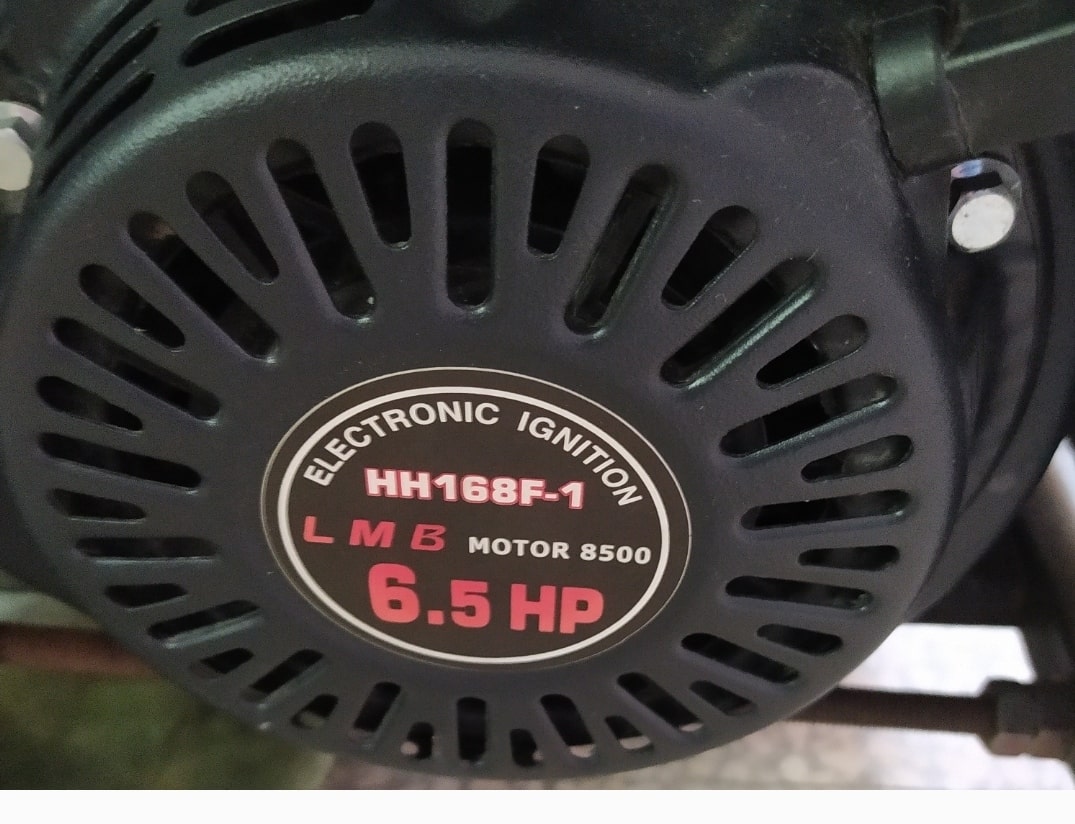 ELECTRONIC IGNITION
HH168F-1
LMB MOTOR 8500
6.5 HP